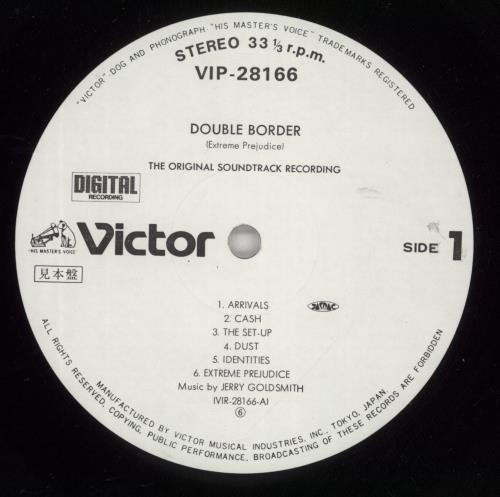 "VICTOR", DOG AND PHONOGRAPH· "HIS MASTER'S VOICE" TRADEMARKS REGISTERED
STEREO 33 1/3 r.p.m.
VIP-28166
DOUBLE BORDER
(Extreme Prejudice)
THE ORIGINAL SOUNDTRACK RECORDING
DIGITAL
RECORDING
"HIS MASTER'S VOICE"
Victor
SIDE 1
見本盤
1. ARRIVALS
JASRAC
2. CASH
3. THE SET-UP
4. DUST
5. IDENTITIES
6. EXTREME PREJUDICE
Music by JERRY GOLDSMITH
(VIR-28166-A)
⑥
MANUFACTURED BY VICTOR MUSICAL INDUSTRIES, INC., TOKYO, JAPAN.
ALL RIGHTS RESERVED. COPYING, PUBLIC PERFORMANCE, BROADCASTING OF THESE RECORDS ARE FORBIDDEN